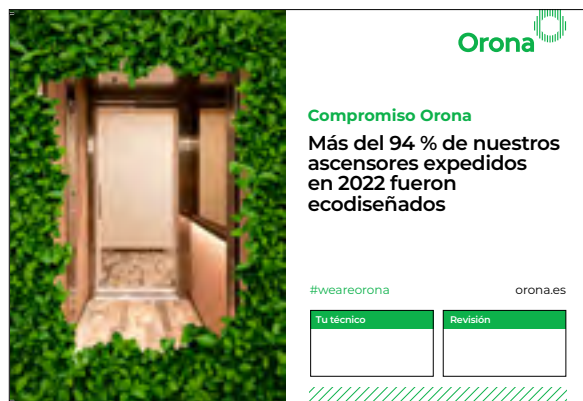 Orona
Compromiso Orona
Más del 94 % de nuestros
ascensores expedidos
en 2022 fueron
ecodiseñados
#weareorona
orona.es
Tu técnico
Revisión